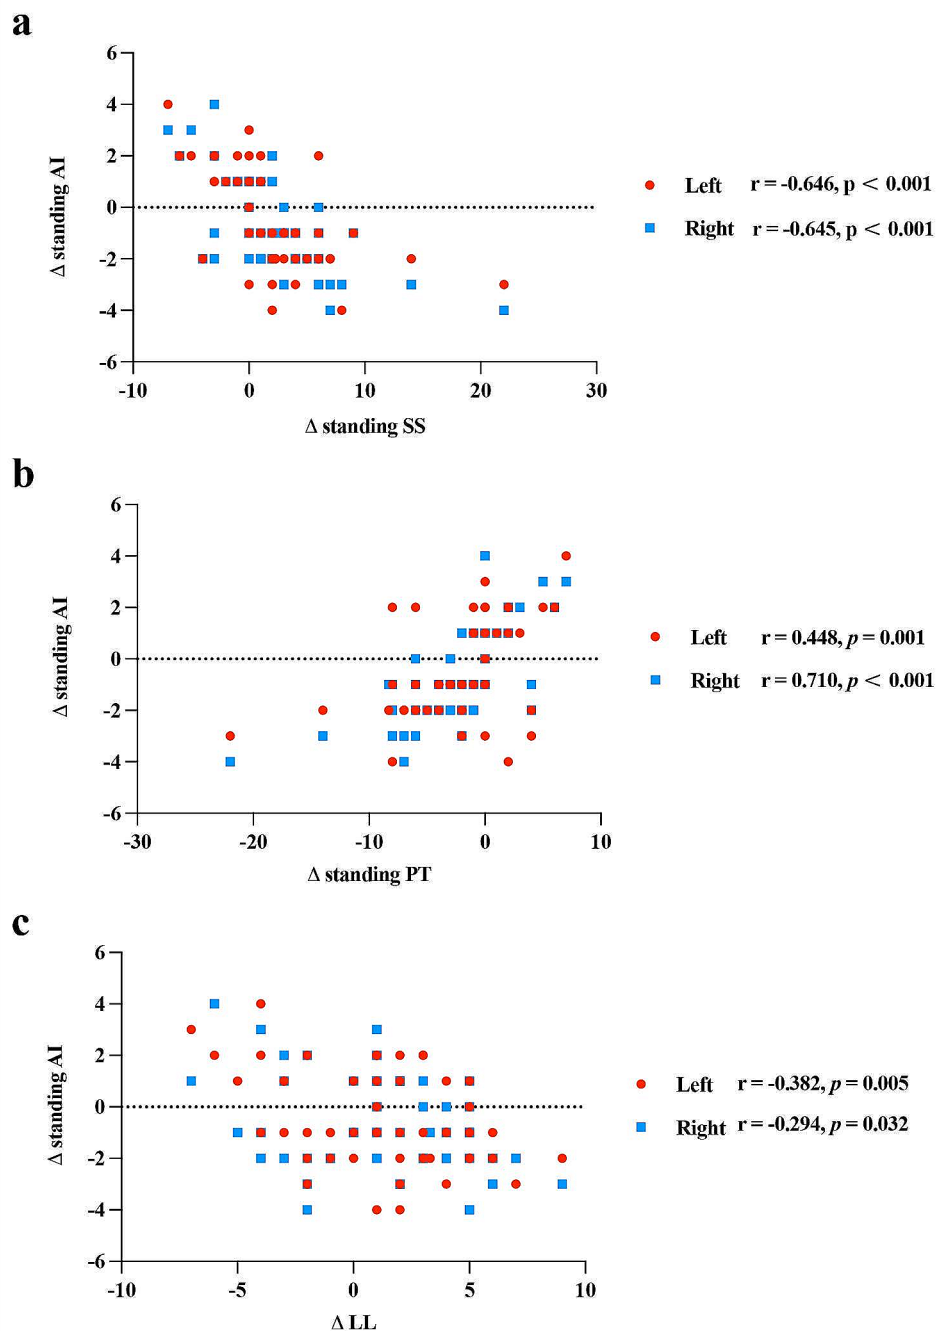 a
6
4
2
0
-2
-4
-6
Δ standing AI
-10 0 10 20 30
Δ standing SS
Left r = -0.646, p < 0.001
Right r = -0.645, p < 0.001
b
6
4
2
0
-2
-4
-6
Δ standing AI
-30 -20 -10 0 10
Δ standing PT
Left r = 0.448, p = 0.001
Right r = 0.710, p < 0.001
c
6
4
2
0
-2
-4
-6
Δ standing AI
-10 -5 0 5 10
Δ LL
Left r = -0.382, p = 0.005
Right r = -0.294, p = 0.032